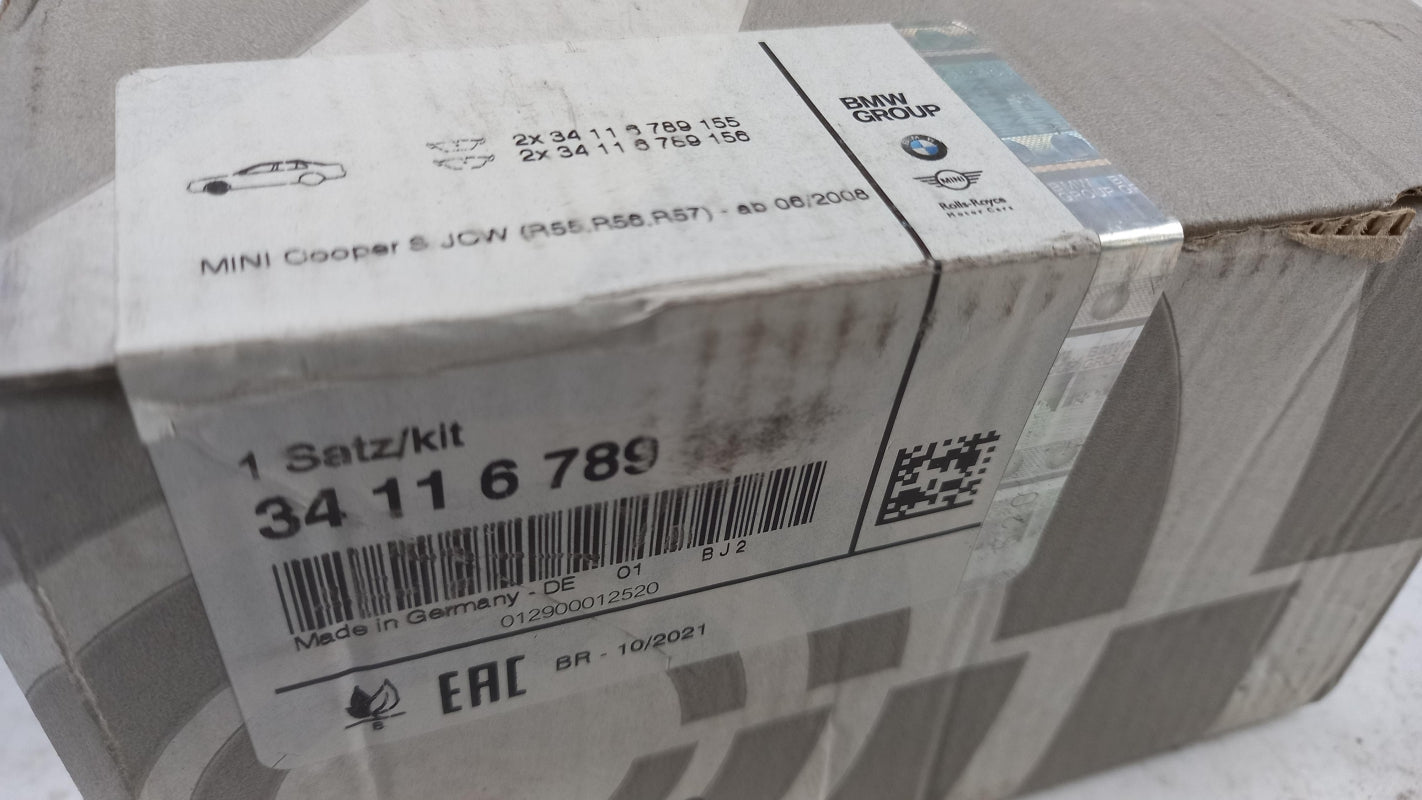 2x 34 11 6 789 155
2x 34 11 6 789 156
MINI Cooper S JCW (R55,R56,R57) - ab 06/2008
BMW
GROUP
MINI
Rolls-Royce
Motor Cars
1 Satz/kit
34 11 6 789
Made in Germany - DE 01 BJ2
012900012520
EAC BR - 10/2021